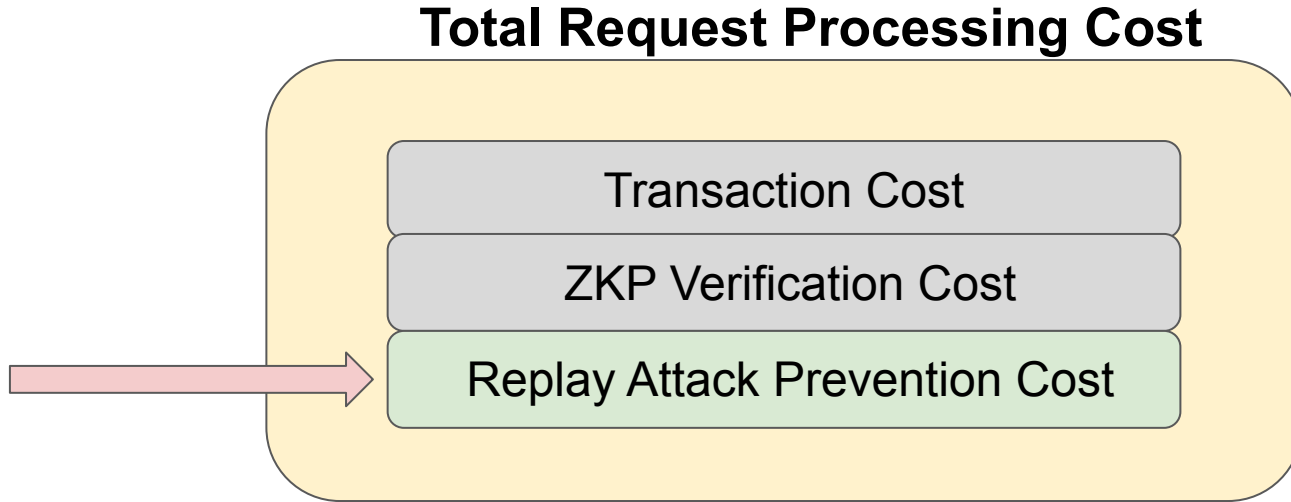 Total Request Processing Cost
Transaction Cost
ZKP Verification Cost
Replay Attack Prevention Cost